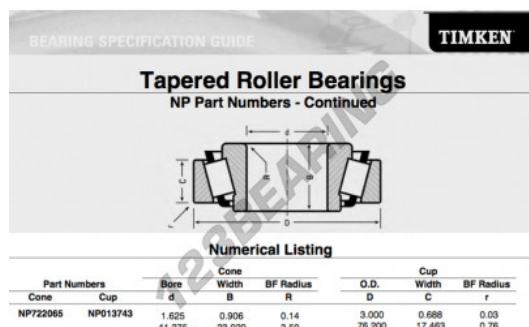 BEARING SPECIFICATION GUIDE
TIMKEN
Tapered Roller Bearings
NP Part Numbers - Continued
d
C
R
B
r
D
123BEARING
Numerical Listing
Cone Cup
Part Numbers Bore Width BF Radius O.D. Width BF Radius
Cone Cup d B R D C r
NP722065 NP013743 1.625 0.906 0.14 3.000 0.688 0.03
41.275 23.020 3.50 76.200 17.463 0.76